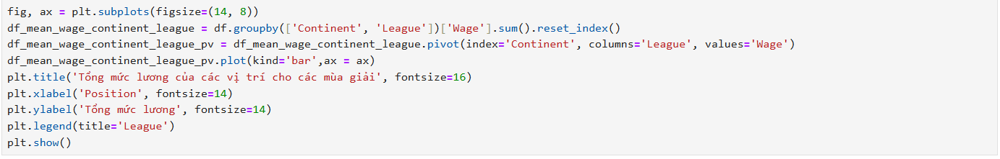 fig, ax = plt.subplots(figsize=(14, 8))
df_mean_wage_continent_league = df.groupby(['Continent', 'League'])['Wage'].sum().reset_index()
df_mean_wage_continent_league_pv = df_mean_wage_continent_league.pivot(index='Continent', columns='League', values='Wage')
df_mean_wage_continent_league_pv.plot(kind='bar',ax = ax)
plt.title('Tổng mức lương của các vị trí cho các mùa giải', fontsize=16)
plt.xlabel('Position', fontsize=14)
plt.ylabel('Tổng mức lương', fontsize=14)
plt.legend(title='League')
plt.show()